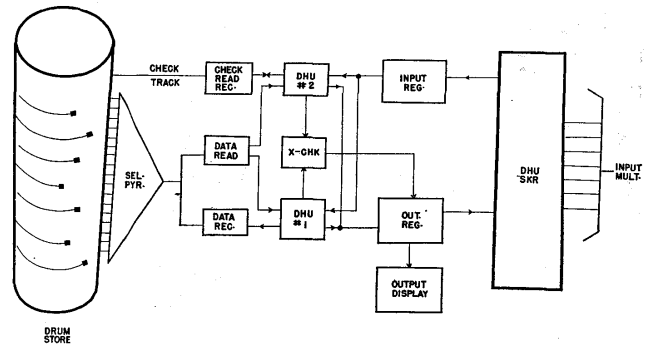 CHECK
TRACK
CHECK
READ
REC-
DHU
#2
INPUT
REG-
DATA
READ
X-CHK
SEL-
PYR-
DHU
SKR
INPUT
MULT-
DATA
REC-
DHU
#1
OUT.
REG-
OUTPUT
DISPLAY
DRUM
STORE